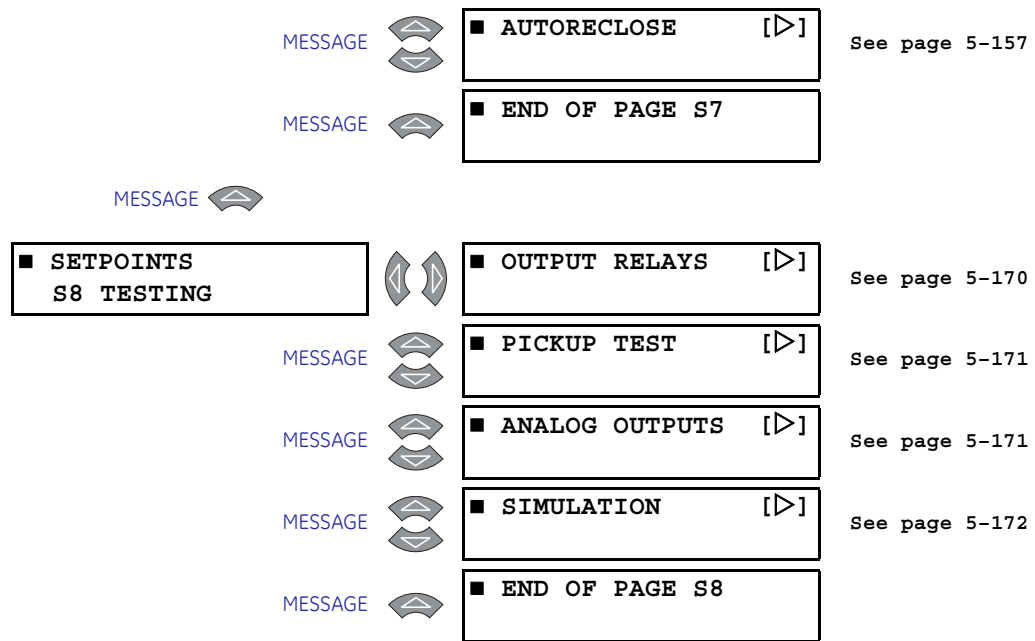 MESSAGE ■ AUTORECLOSE [▷] See page 5-157
MESSAGE ■ END OF PAGE S7
MESSAGE
■ SETPOINTS
S8 TESTING
■ OUTPUT RELAYS [▷] See page 5-170
MESSAGE ■ PICKUP TEST [▷] See page 5-171
MESSAGE ■ ANALOG OUTPUTS [▷] See page 5-171
MESSAGE ■ SIMULATION [▷] See page 5-172
MESSAGE ■ END OF PAGE S8